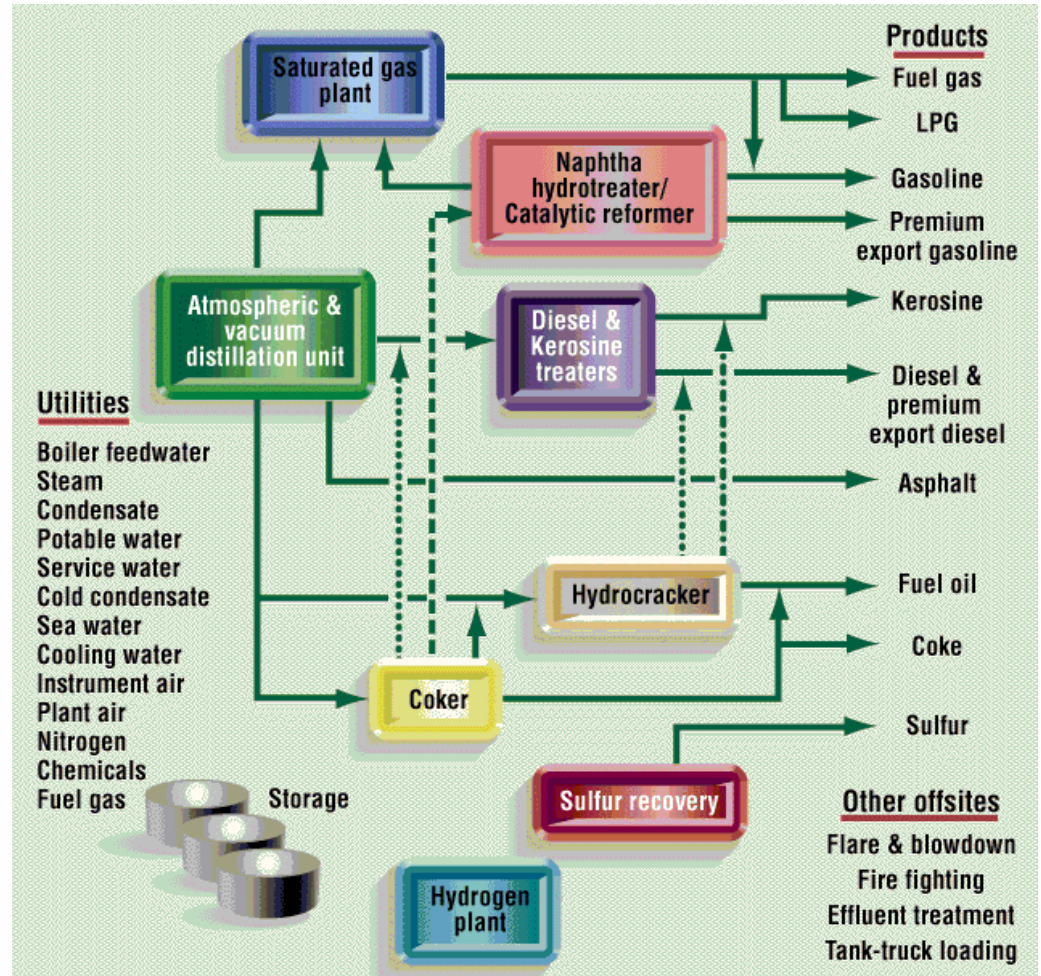 Products
Saturated gas
plant
Fuel gas
LPG
Naphtha
hydrotreater/
Catalytic reformer
Gasoline
Premium
export gasoline
Atmospheric &
vacuum
distillation unit
Diesel &
Kerosine
treaters
Kerosine
Diesel &
premium
export diesel
Utilities
Boiler feedwater
Steam
Condensate
Potable water
Service water
Cold condensate
Sea water
Cooling water
Instrument air
Plant air
Nitrogen
Chemicals
Fuel gas
Asphalt
Hydrocracker
Fuel oil
Coker
Coke
Storage
Sulfur recovery
Sulfur
Hydrogen
plant
Other offsites
Flare & blowdown
Fire fighting
Effluent treatment
Tank-truck loading